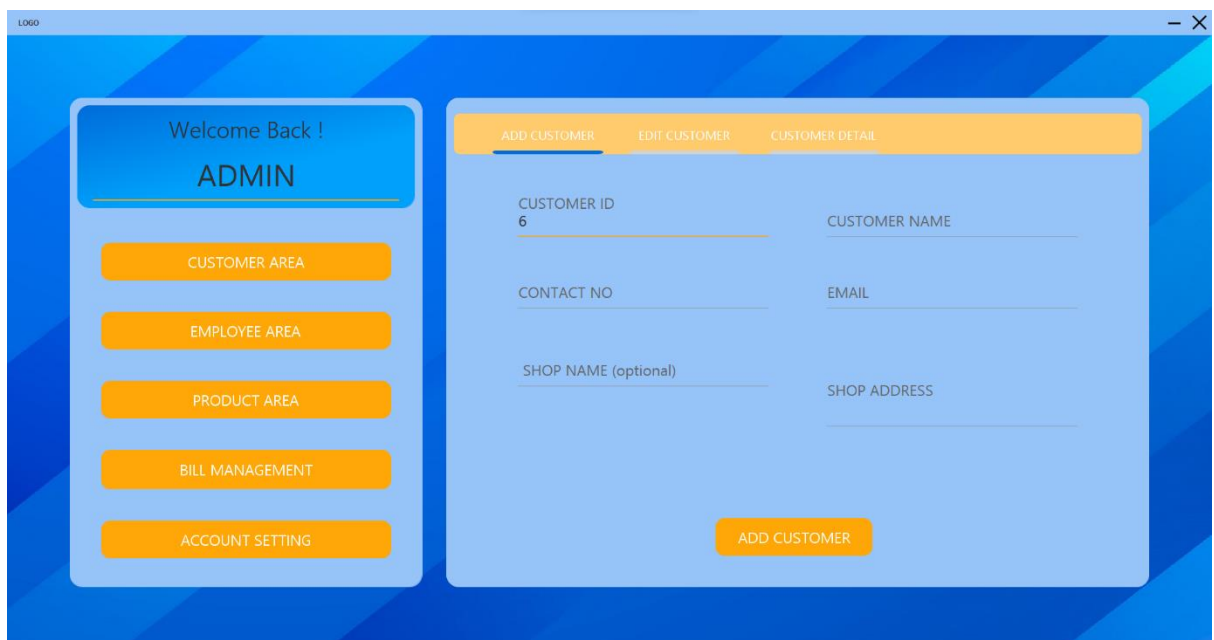 LOGO
Welcome Back !
ADMIN
CUSTOMER AREA
EMPLOYEE AREA
PRODUCT AREA
BILL MANAGEMENT
ACCOUNT SETTING
ADD CUSTOMER EDIT CUSTOMER CUSTOMER DETAIL
CUSTOMER ID
6
CUSTOMER NAME
CONTACT NO
EMAIL
SHOP NAME (optional)
SHOP ADDRESS
ADD CUSTOMER